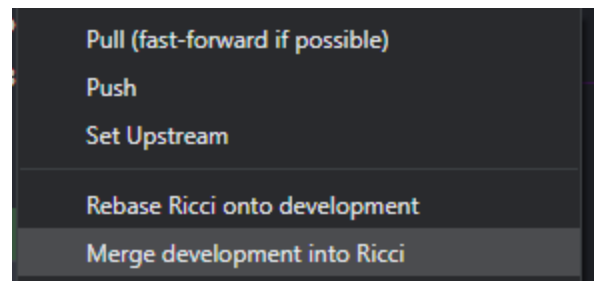 Pull (fast-forward if possible)
Push
Set Upstream
Rebase Ricci onto development
Merge development into Ricci